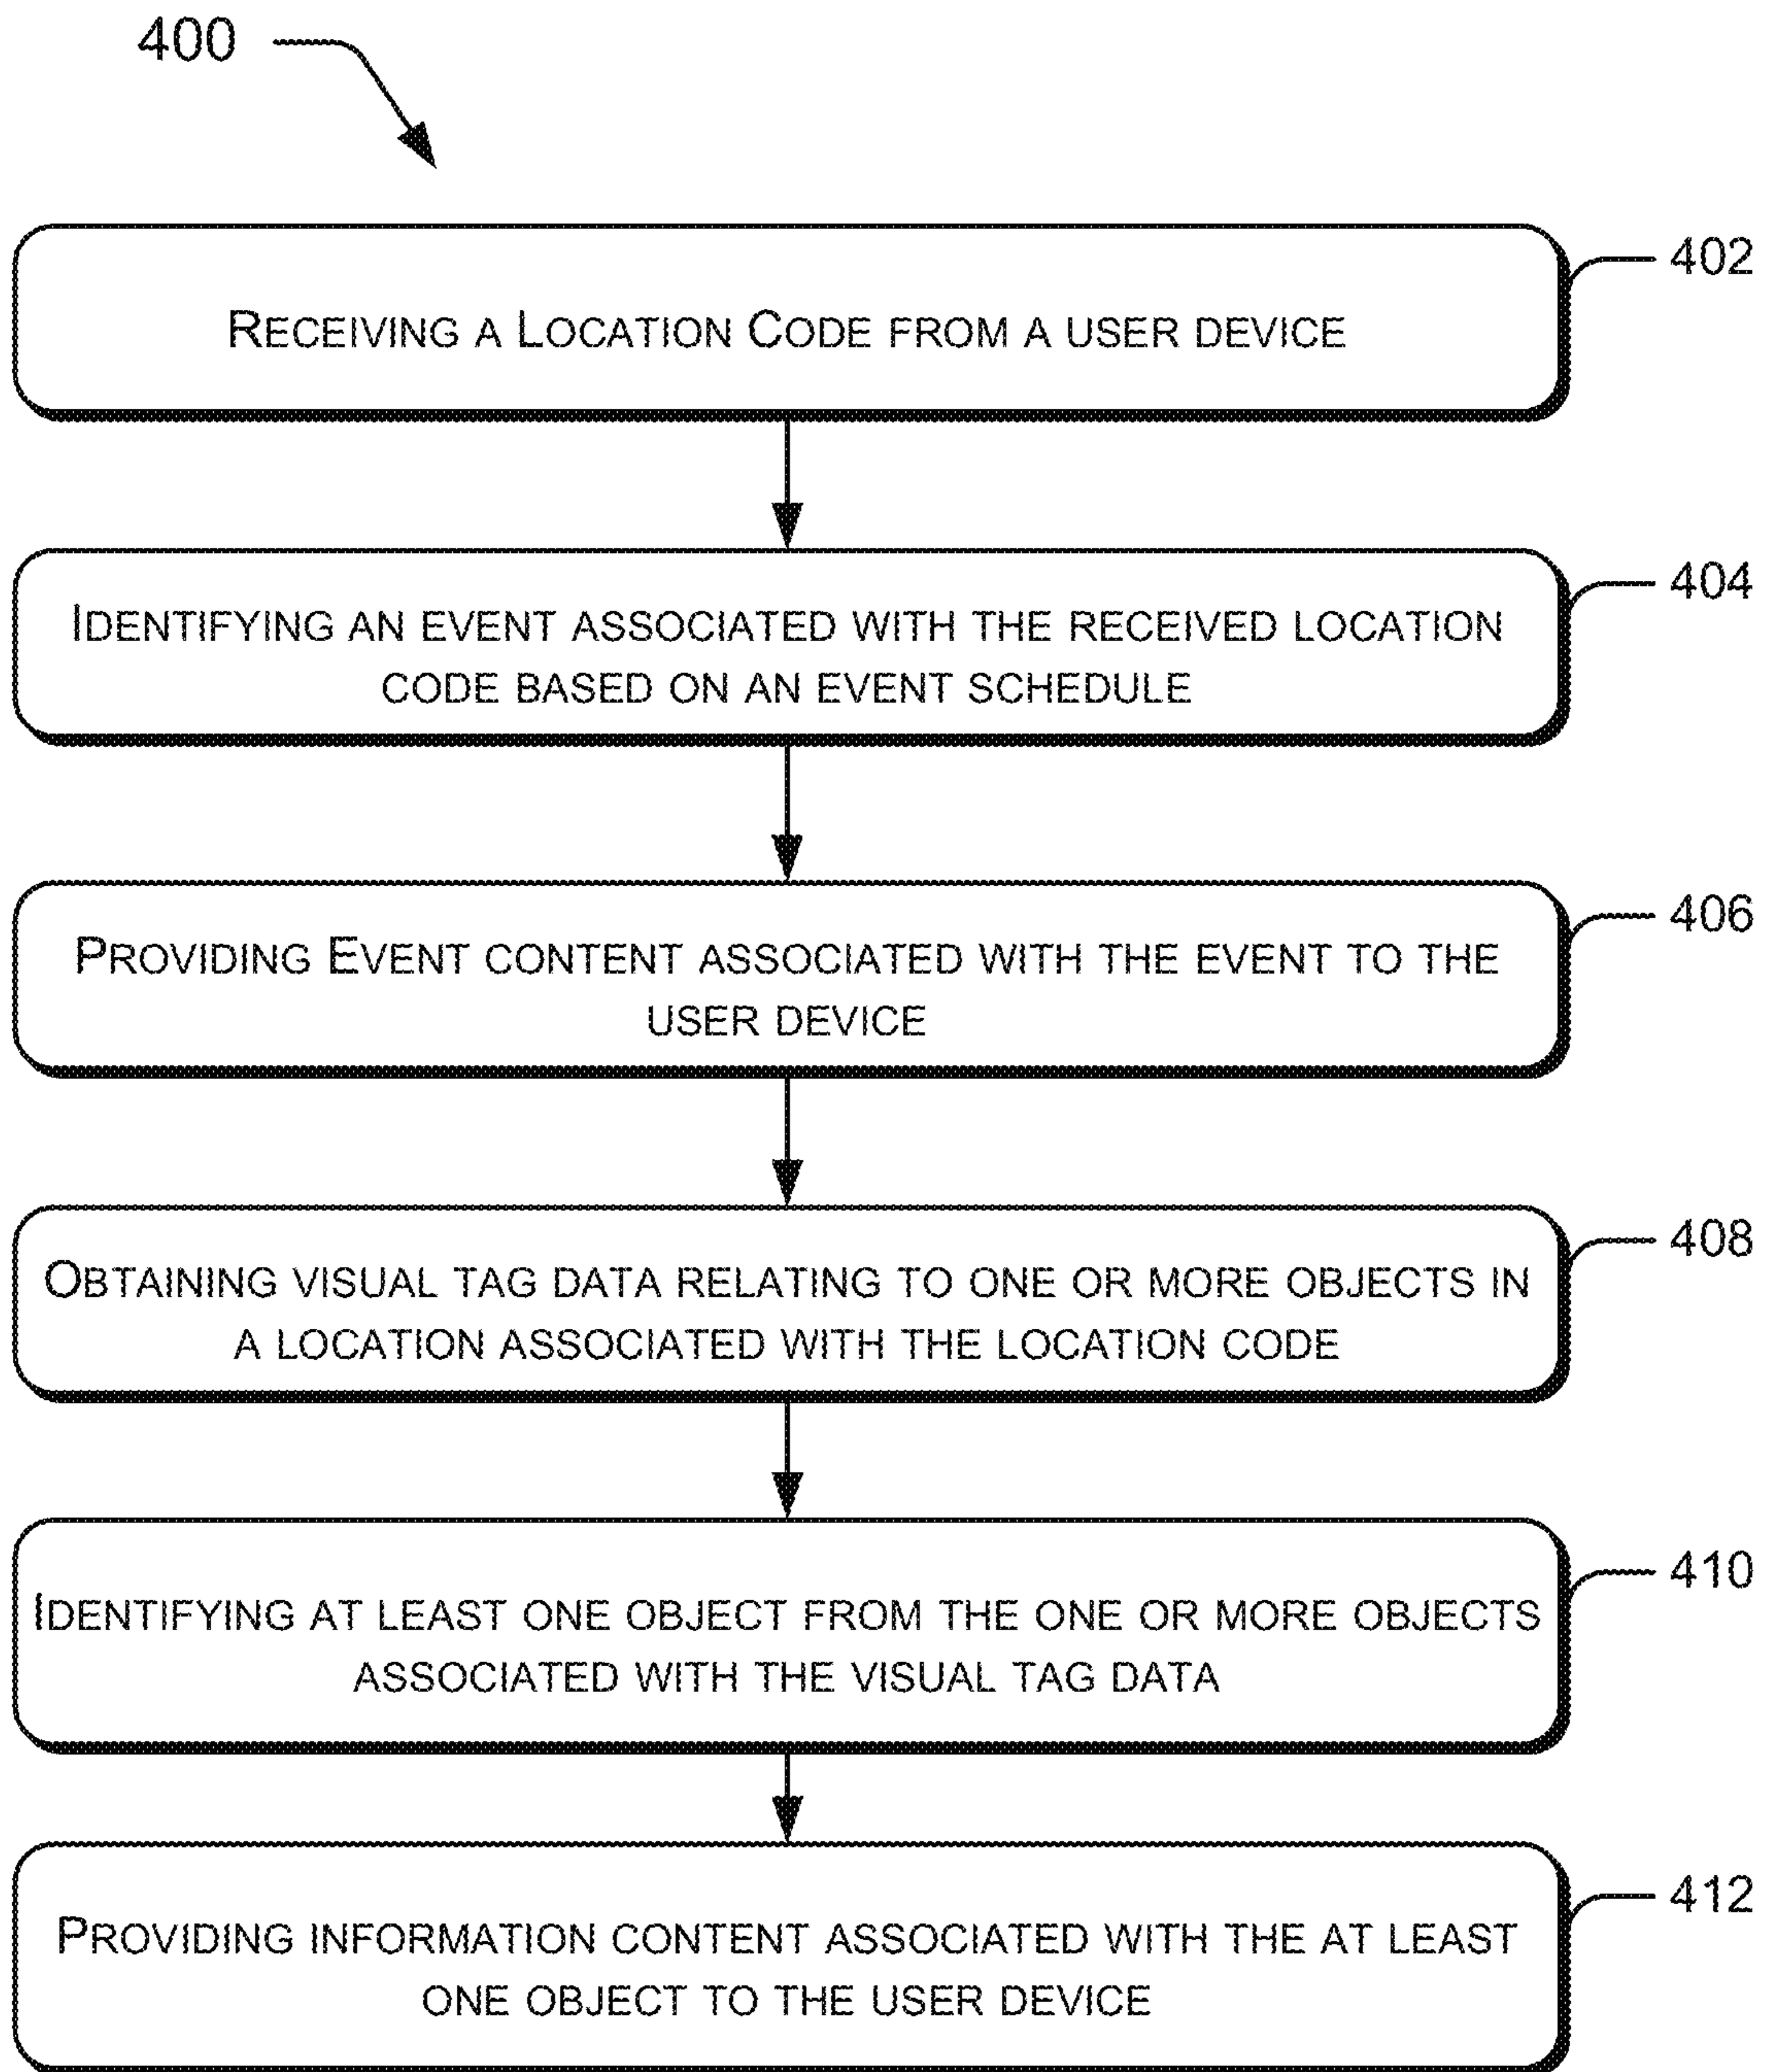 400
402
RECEIVING A LOCATION CODE FROM A USER DEVICE
404
IDENTIFYING AN EVENT ASSOCIATED WITH THE RECEIVED LOCATION
CODE BASED ON AN EVENT SCHEDULE
406
PROVIDING EVENT CONTENT ASSOCIATED WITH THE EVENT TO THE
USER DEVICE
408
OBTAINING VISUAL TAG DATA RELATING TO ONE OR MORE OBJECTS IN
A LOCATION ASSOCIATED WITH THE LOCATION CODE
410
IDENTIFYING AT LEAST ONE OBJECT FROM THE ONE OR MORE OBJECTS
ASSOCIATED WITH THE VISUAL TAG DATA
412
PROVIDING INFORMATION CONTENT ASSOCIATED WITH THE AT LEAST
ONE OBJECT TO THE USER DEVICE